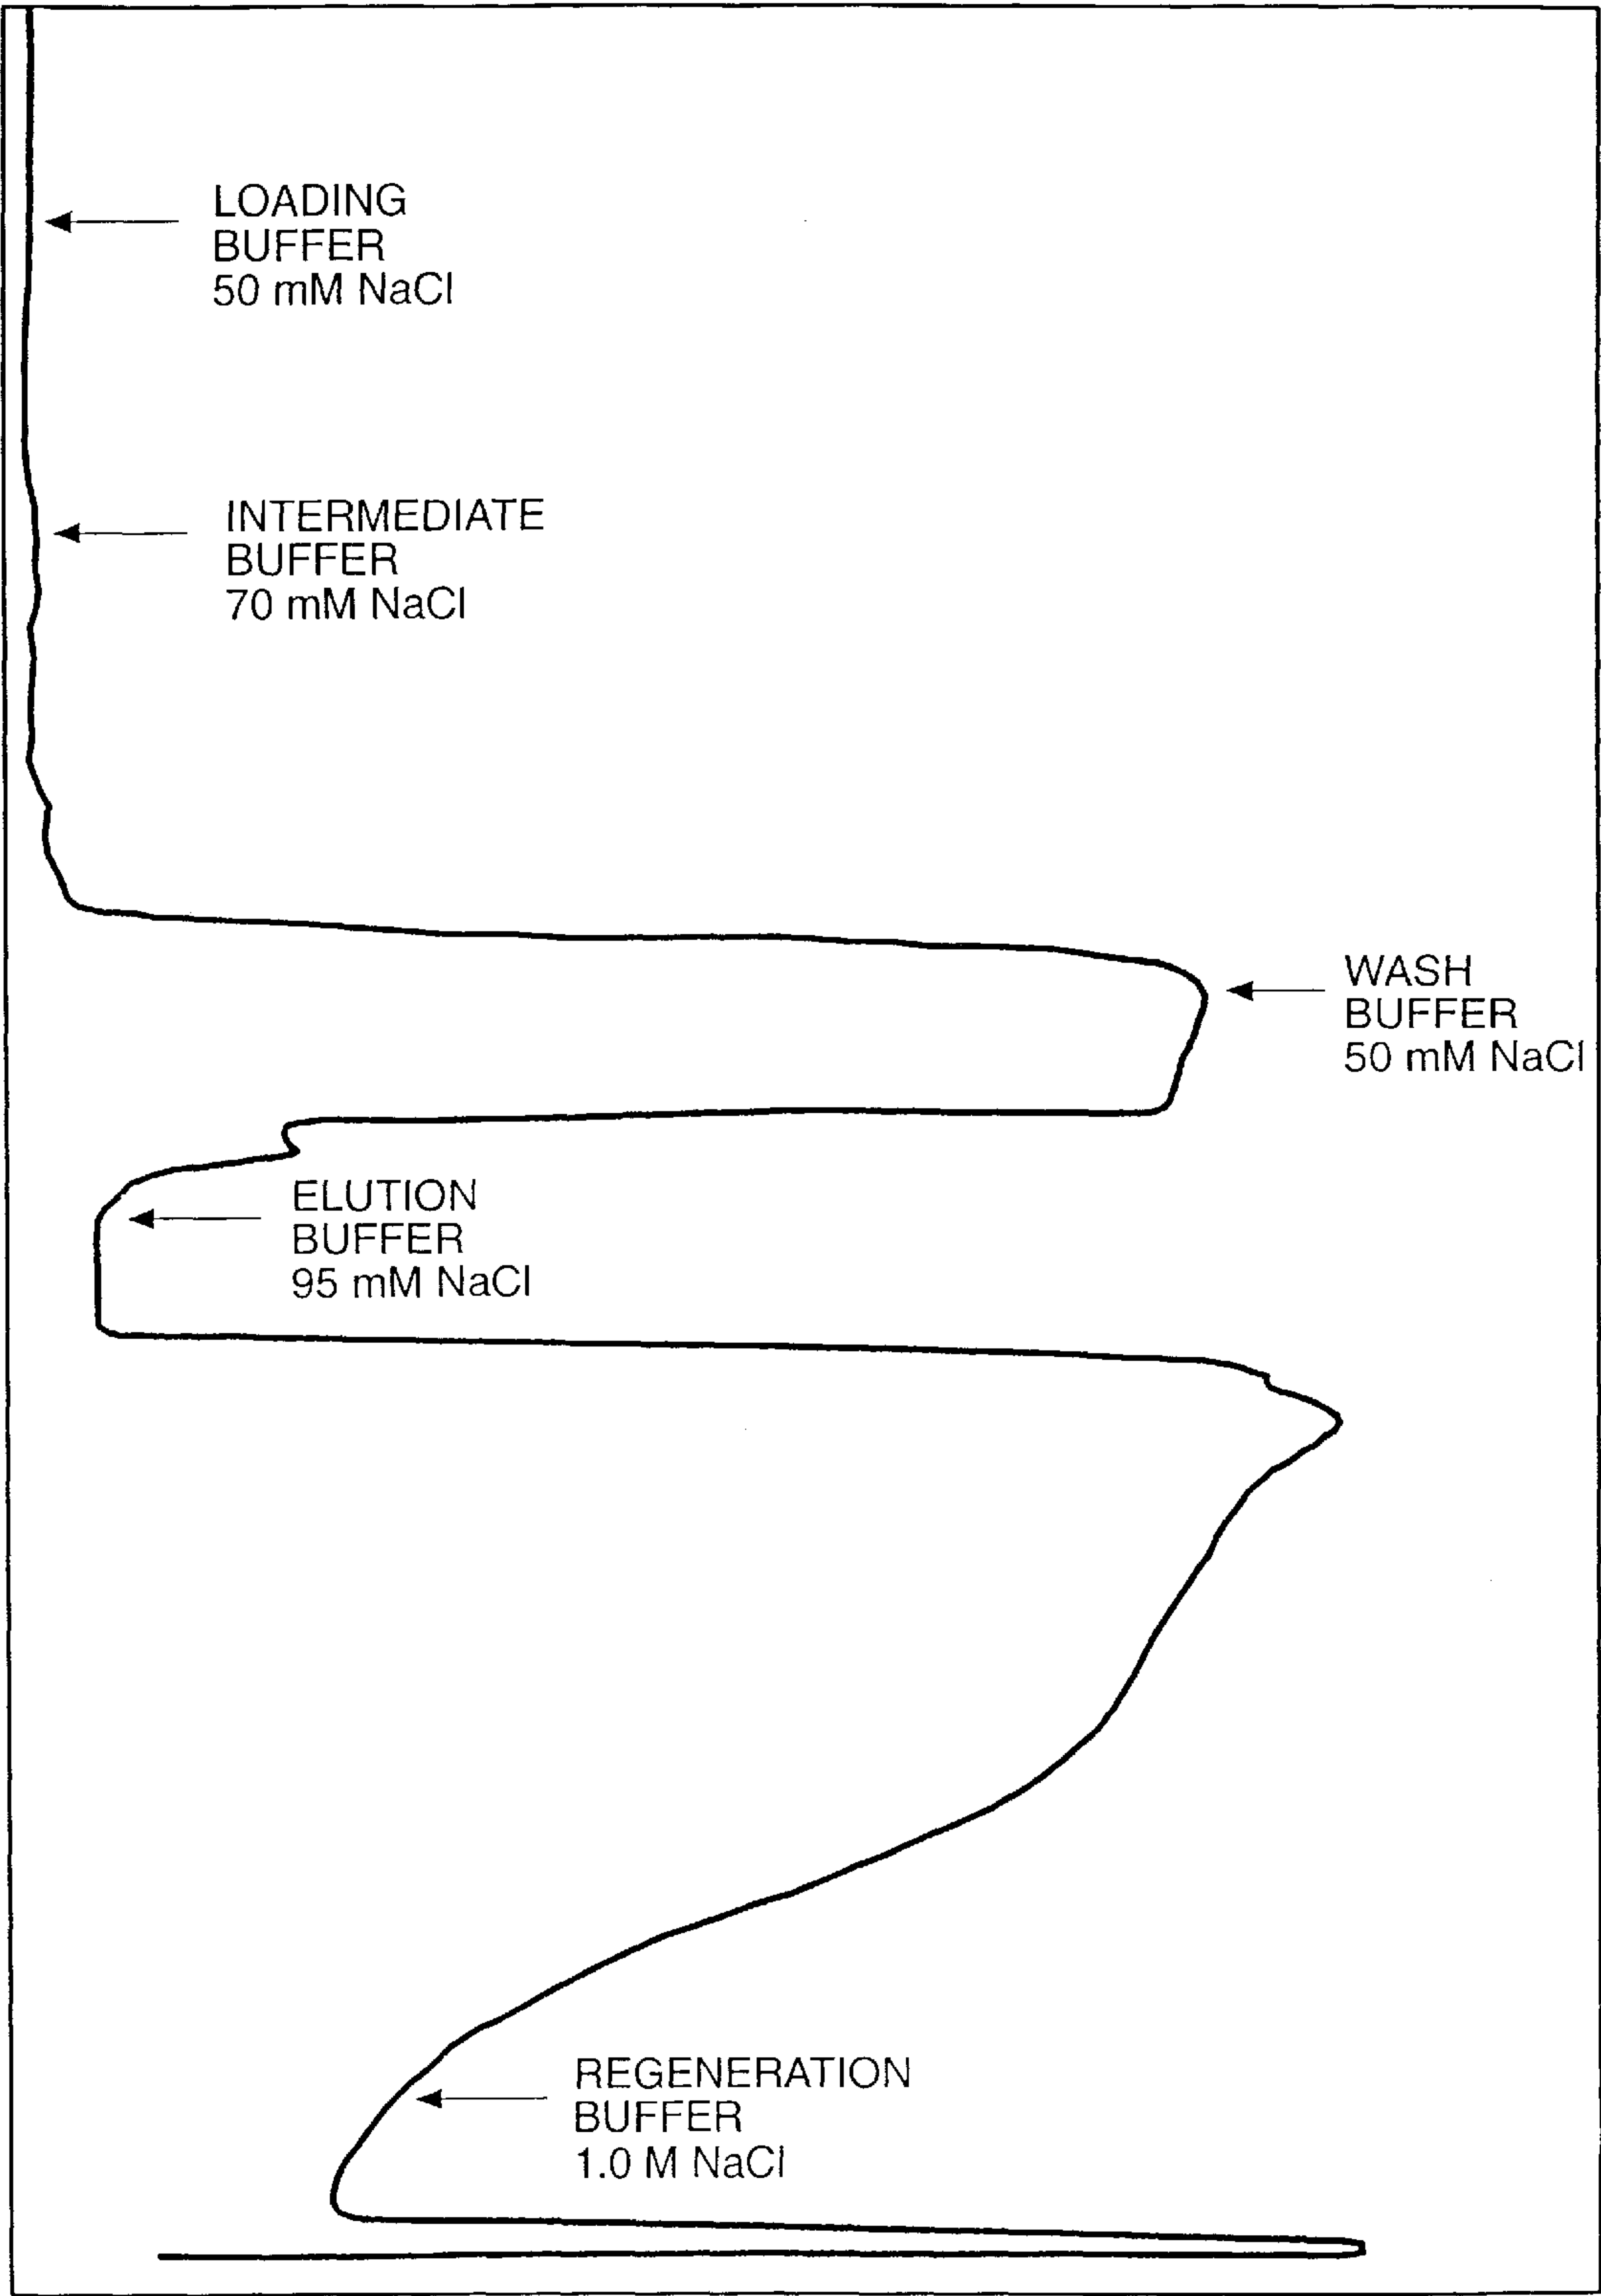 LOADING
BUFFER
50 mM NaCl
INTERMEDIATE
BUFFER
70 mM NaCl
WASH
BUFFER
50 mM NaCl
ELUTION
BUFFER
95 mM NaCl
REGENERATION
BUFFER
1.0 M NaCl